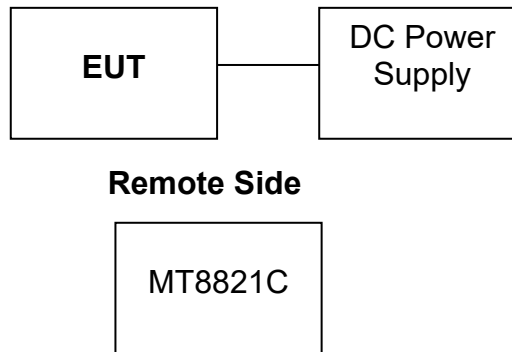 EUT
DC Power
Supply
Remote Side
MT8821C